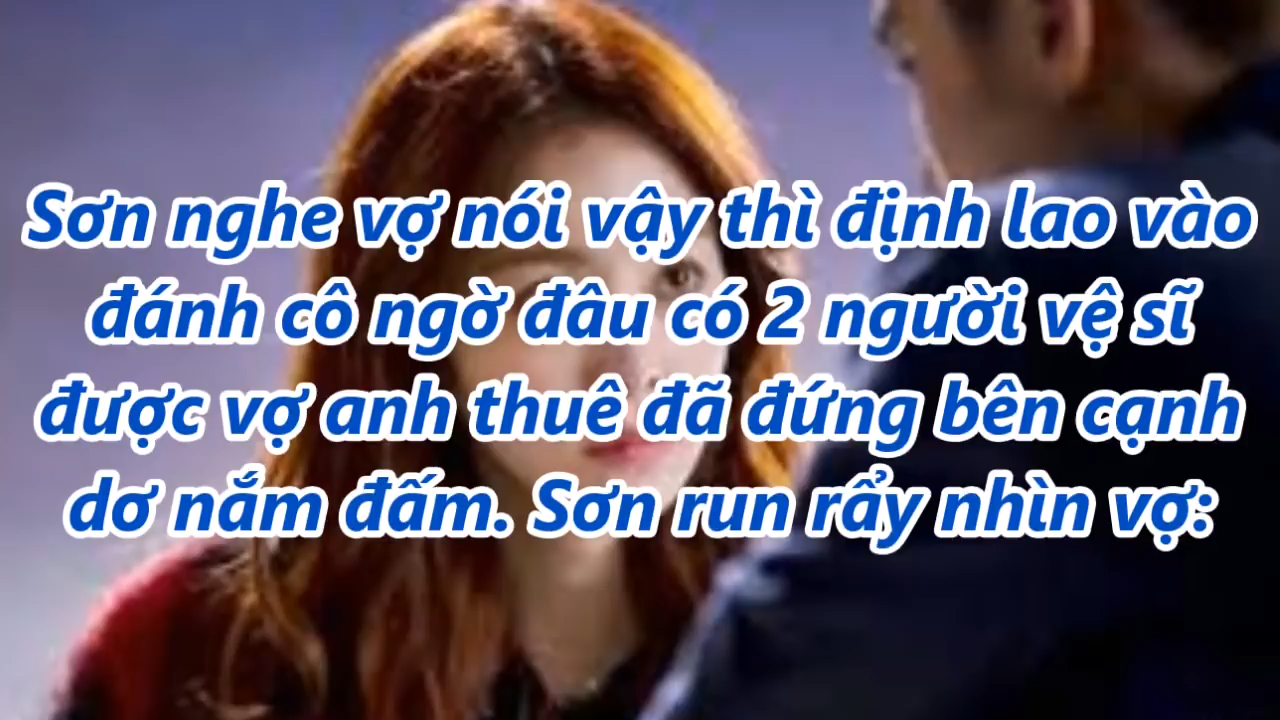 Sơn nghe vợ nói vậy thì định lao vào
đánh cô ngờ đâu có 2 người vệ sĩ
được vợ anh thuê đã đứng bên cạnh
dơ nắm đấm. Sơn run rẩy nhìn vợ: